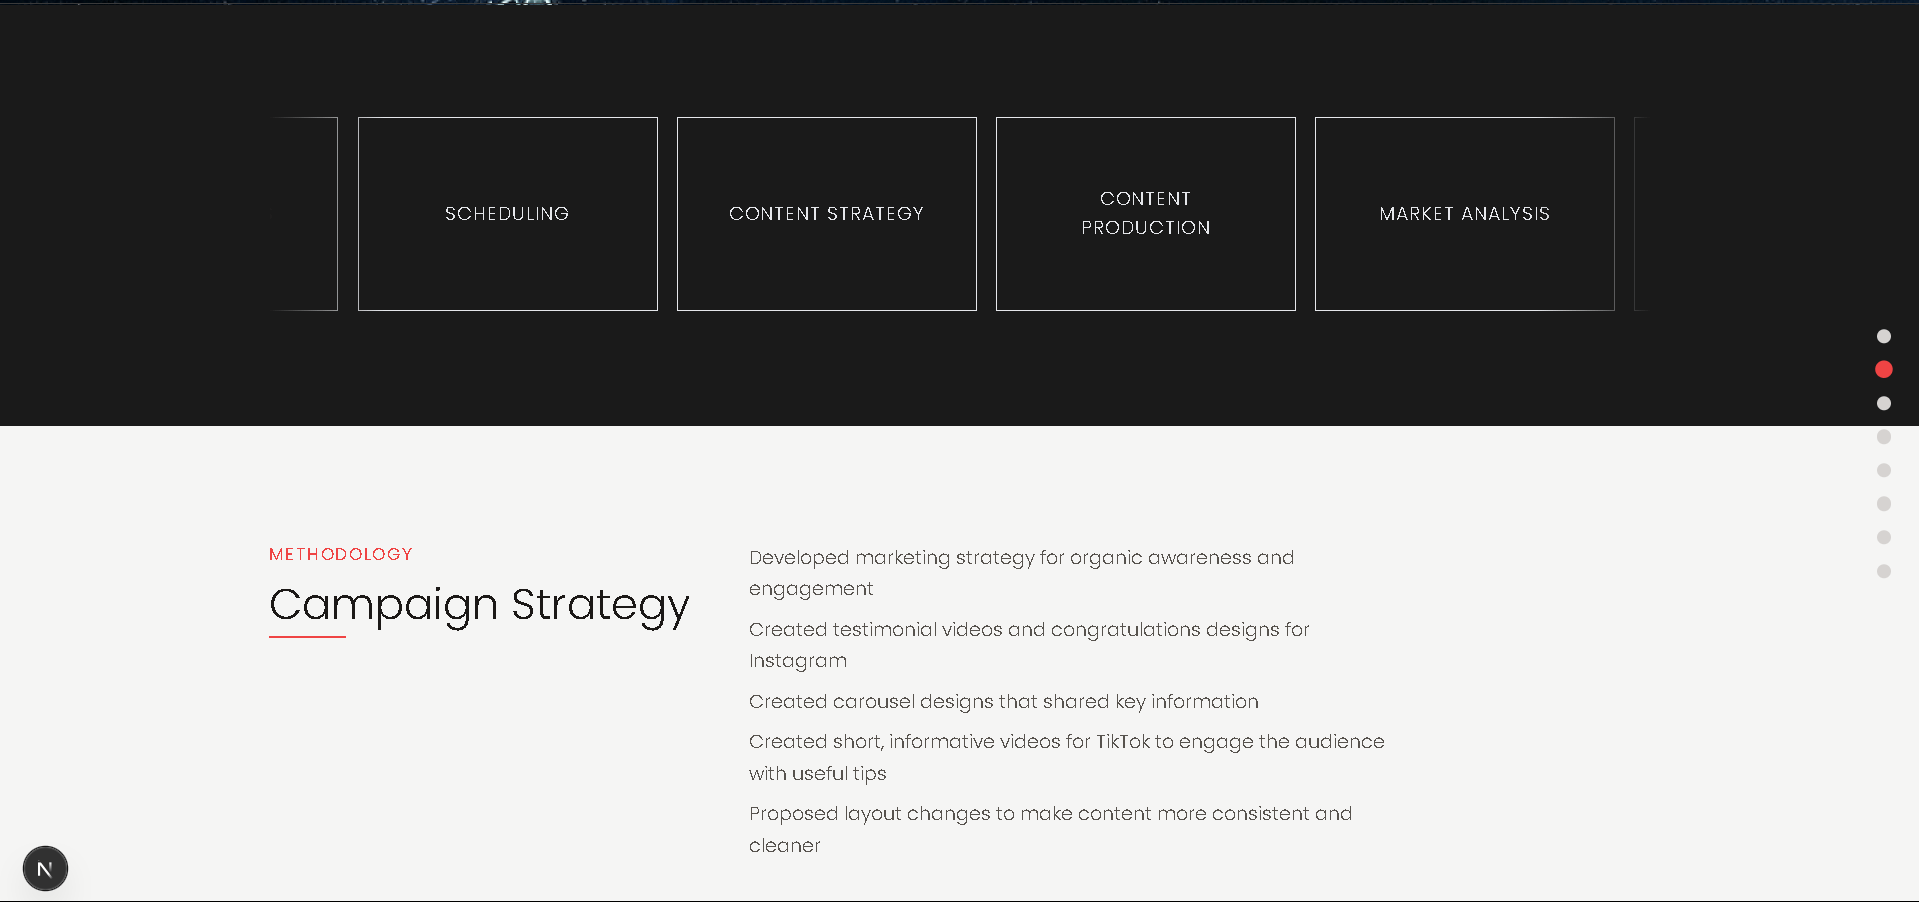 SCHEDULING
CONTENT STRATEGY
CONTENT
PRODUCTION
MARKET ANALYSIS
METHODOLOGY
Campaign Strategy
Developed marketing strategy for organic awareness and
engagement
Created testimonial videos and congratulations designs for
Instagram
Created carousel designs that shared key information
Created short, informative videos for TikTok to engage the audience
with useful tips
Proposed layout changes to make content more consistent and
cleaner
N